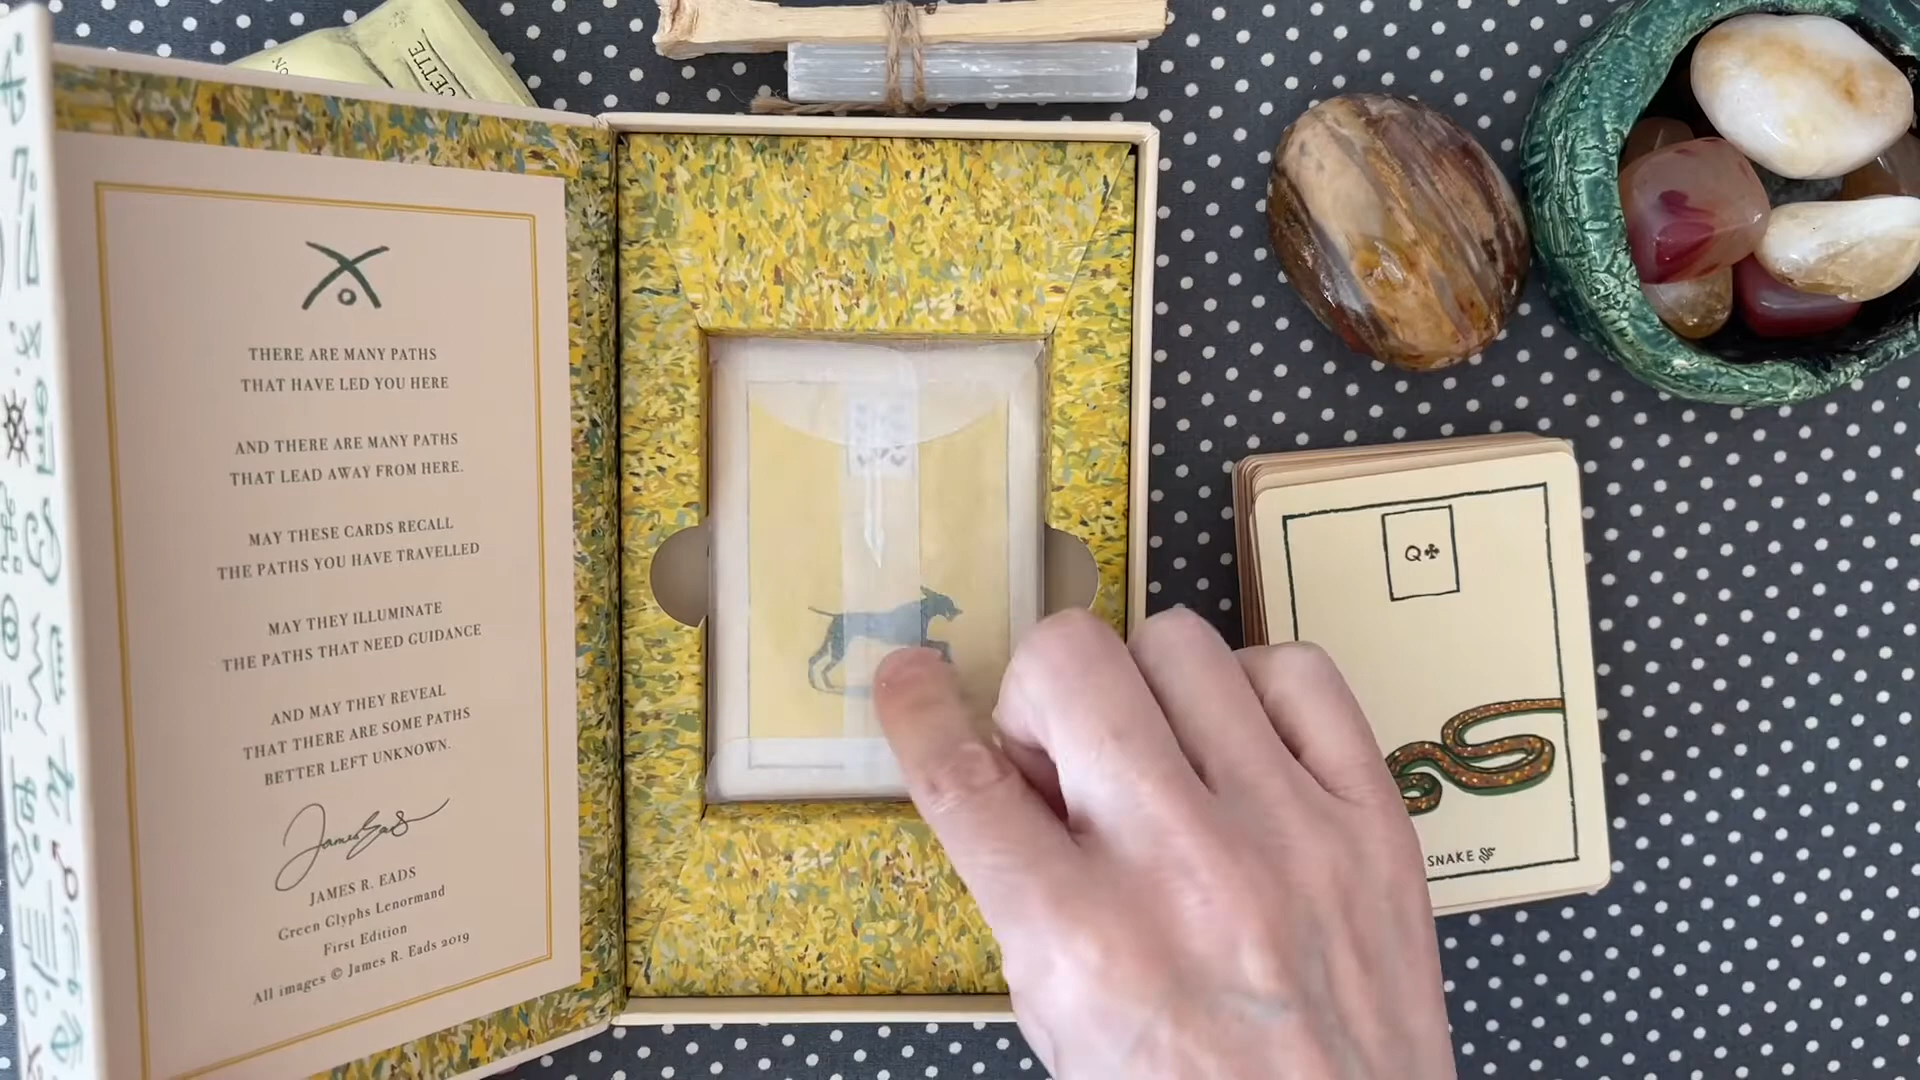 CETTE
THERE ARE MANY PATHS
THAT HAVE LED YOU HERE
AND THERE ARE MANY PATHS
THAT LEAD AWAY FROM HERE.
MAY THESE CARDS RECALL
THE PATHS YOU HAVE TRAVELLED
MAY THEY ILLUMINATE
THE PATHS THAT NEED GUIDANCE
AND MAY THEY REVEAL
THAT THERE ARE SOME PATHS
BETTER LEFT UNKNOWN.
James Eads
JAMES R. EADS
Green Glyphs Lenormand
First Edition
All images © James R. Eads 2019
Q♣
SNAKE